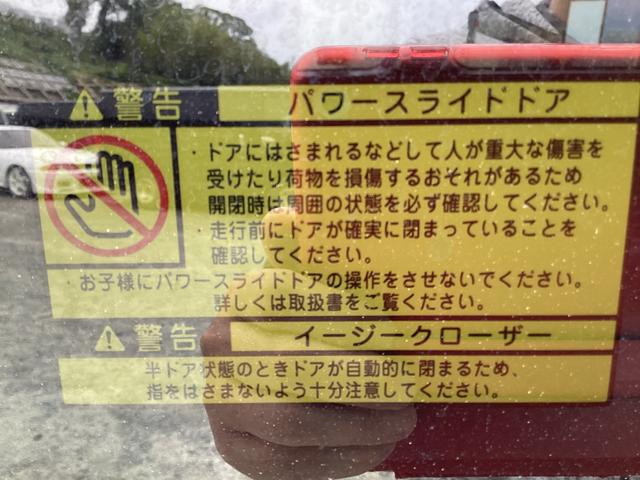 警告 パワースライドドア
・ドアにはさまれるなどして人が重大な傷害を
受けたり荷物を損傷するおそれがあるため
開閉時は周囲の状態を必ず確認してください。
・走行前にドアが確実に閉まっていることを
確認してください。
・お子様にパワースライドドアの操作をさせないでください。
詳しくは取扱書をご覧ください。
警告 イージークローザー
半ドア状態のときドアが自動的に閉まるため、
指をはさまないよう十分注意してください。